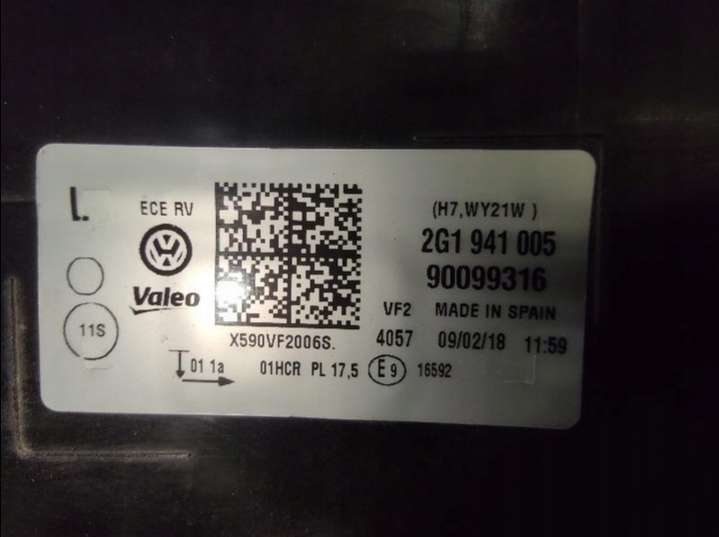 L.
ECE RV
(H7,WY21W )
2G1 941 005
Valeo
90099316
VF2 MADE IN SPAIN
11S
X590VF2006S.
4057 09/02/18 11:59
01 1a
01HCR PL 17,5 E9 16592